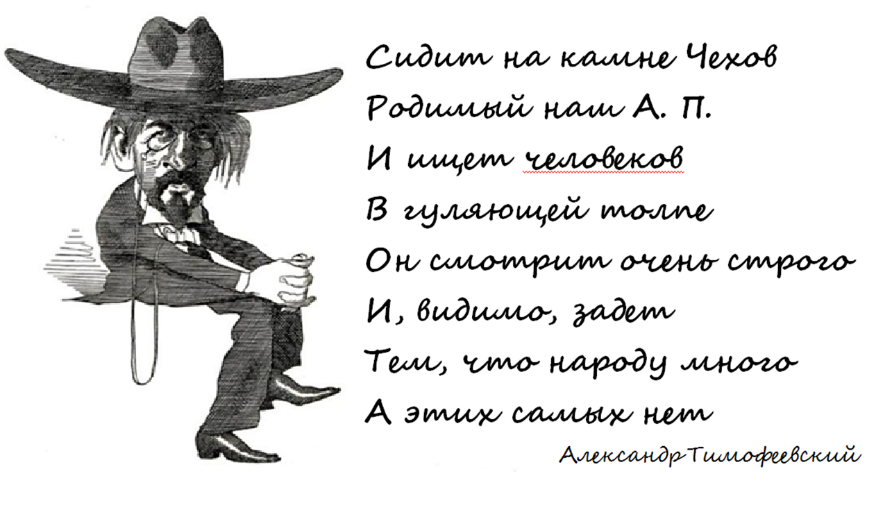 Сидит на камне Чехов
Родимый наш А. П.
И ищет человеков
В гуляющей толпе
Он смотрит очень строго
И, видимо, задет
Тем, что народу много
А этих самых нет
Александр Тимофеевский